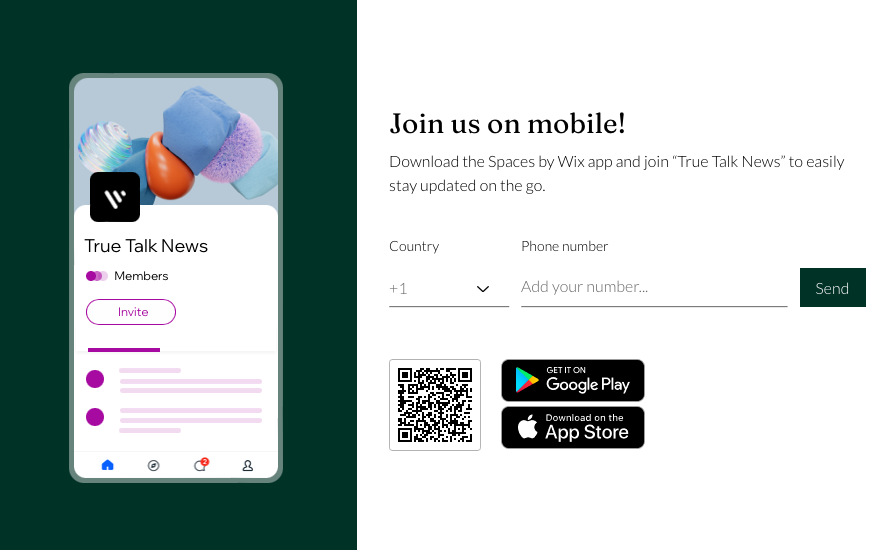 True Talk News
Members
Invite
2
Join us on mobile!
Download the Spaces by Wix app and join “True Talk News” to easily
stay updated on the go.
Country
Phone number
+1
Add your number...
Send
GET IT ON
Google Play
Download on the
App Store